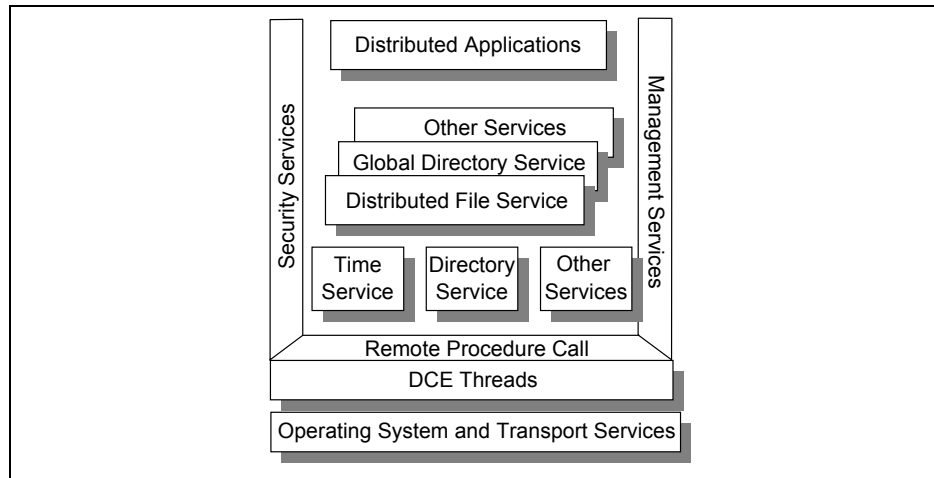 Distributed Applications
Security Services
Management Services
Other Services
Global Directory Service
Distributed File Service
Time
Service
Directory
Service
Other
Services
Remote Procedure Call
DCE Threads
Operating System and Transport Services